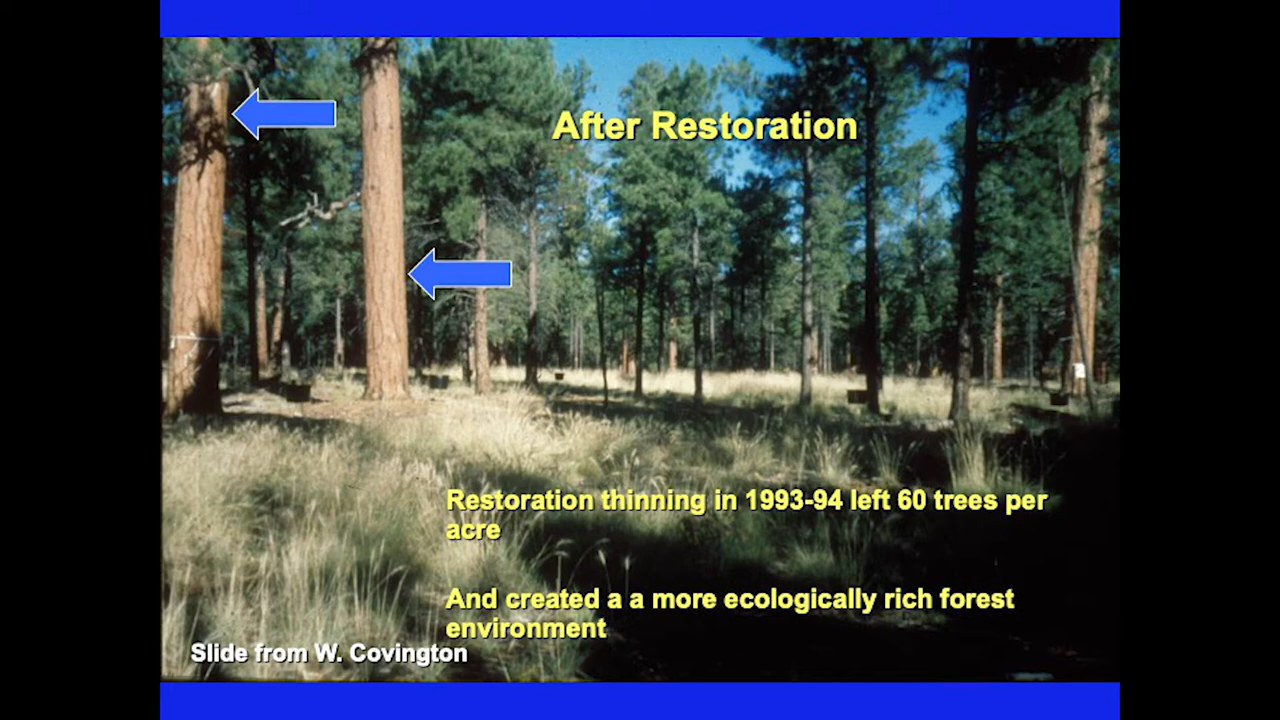 After Restoration
Restoration thinning in 1993-94 left 60 trees per
acre
And created a a more ecologically rich forest
environment
Slide from W. Covington